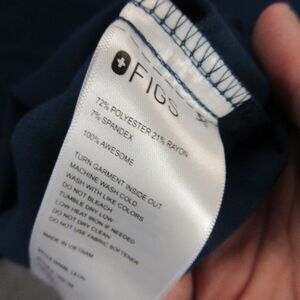 FIGS
72% POLYESTER 21% RAYON
7% SPANDEX
100% AWESOME
TURN GARMENT INSIDE OUT
MACHINE WASH COLD
WASH WITH LIKE COLORS
DO NOT BLEACH
TUMBLE DRY LOW
LOW HEAT IRON IF NEEDED
DO NOT DRY CLEAN
DO NOT USE FABRIC SOFTENER
MADE IN VIETNAM
STYLE NAME: